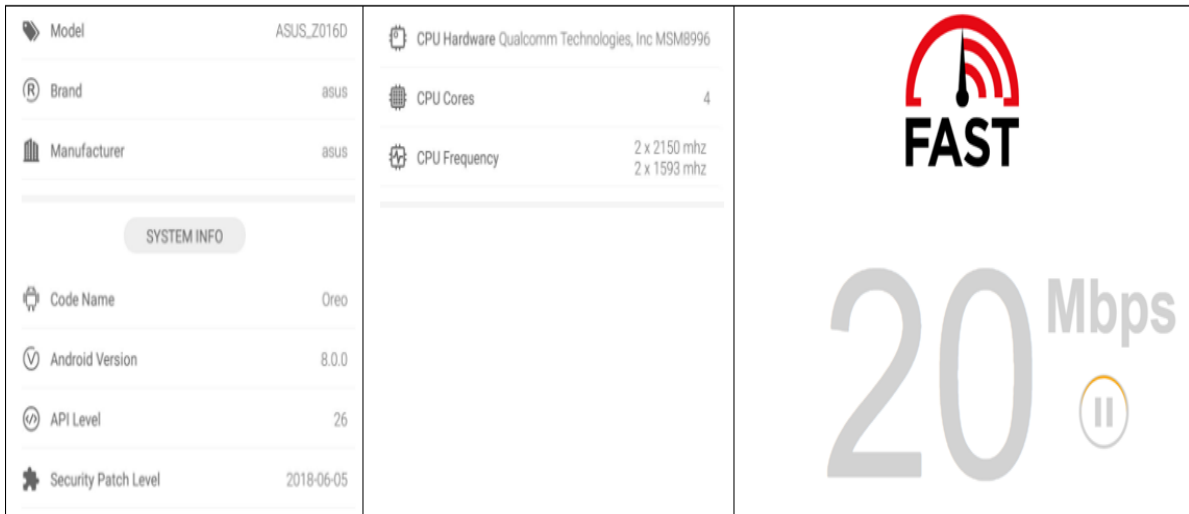 Model ASUS_Z016D
® Brand asus
Manufacturer asus
SYSTEM INFO
Code Name Oreo
Android Version 8.0.0
API Level 26
Security Patch Level 2018-06-05
CPU Hardware Qualcomm Technologies, Inc MSM8996
CPU Cores 4
CPU Frequency 2 x 2150 mhz
2 x 1593 mhz
FAST
20 Mbps